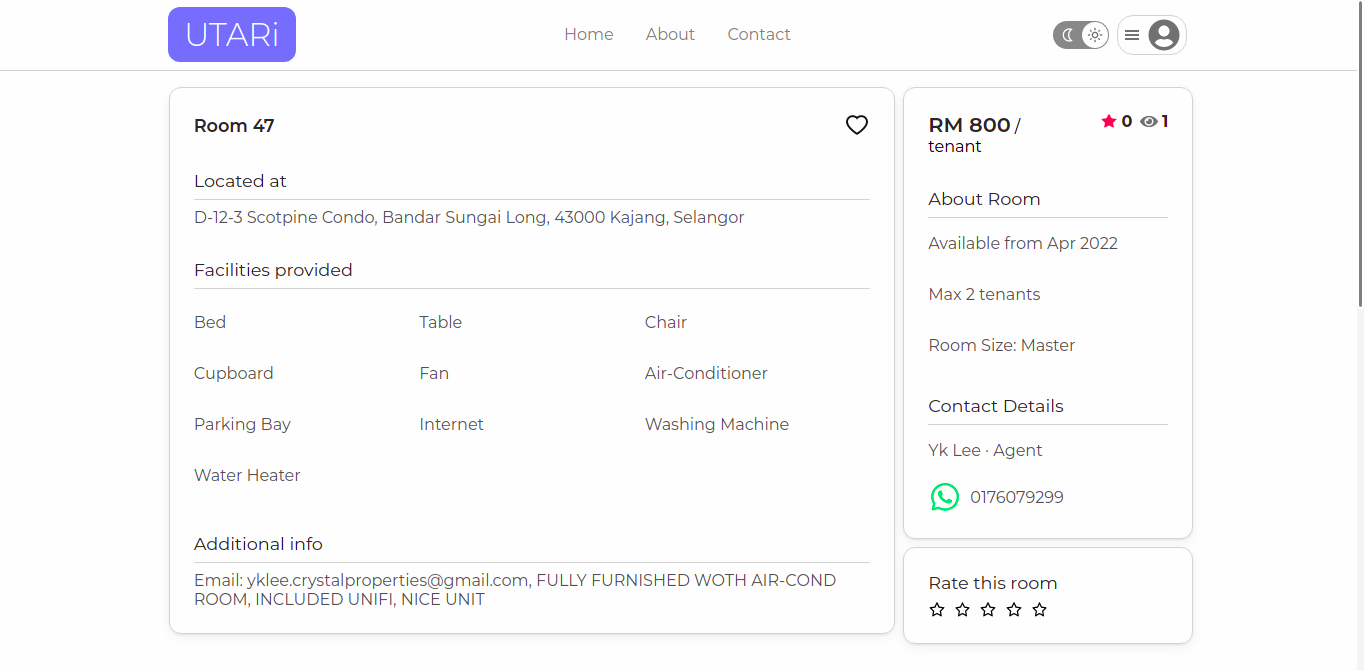 UTARi
Home About Contact
Room 47
Located at
D-12-3 Scotpine Condo, Bandar Sungai Long, 43000 Kajang, Selangor
Facilities provided
Bed Table Chair
Cupboard Fan Air-Conditioner
Parking Bay Internet Washing Machine
Water Heater
Additional info
Email: yklee.crystalproperties@gmail.com, FULLY FURNISHED WOTH AIR-COND
ROOM, INCLUDED UNIFI, NICE UNIT
RM 800 / 0 1
tenant
About Room
Available from Apr 2022
Max 2 tenants
Room Size: Master
Contact Details
Yk Lee · Agent
0176079299
Rate this room